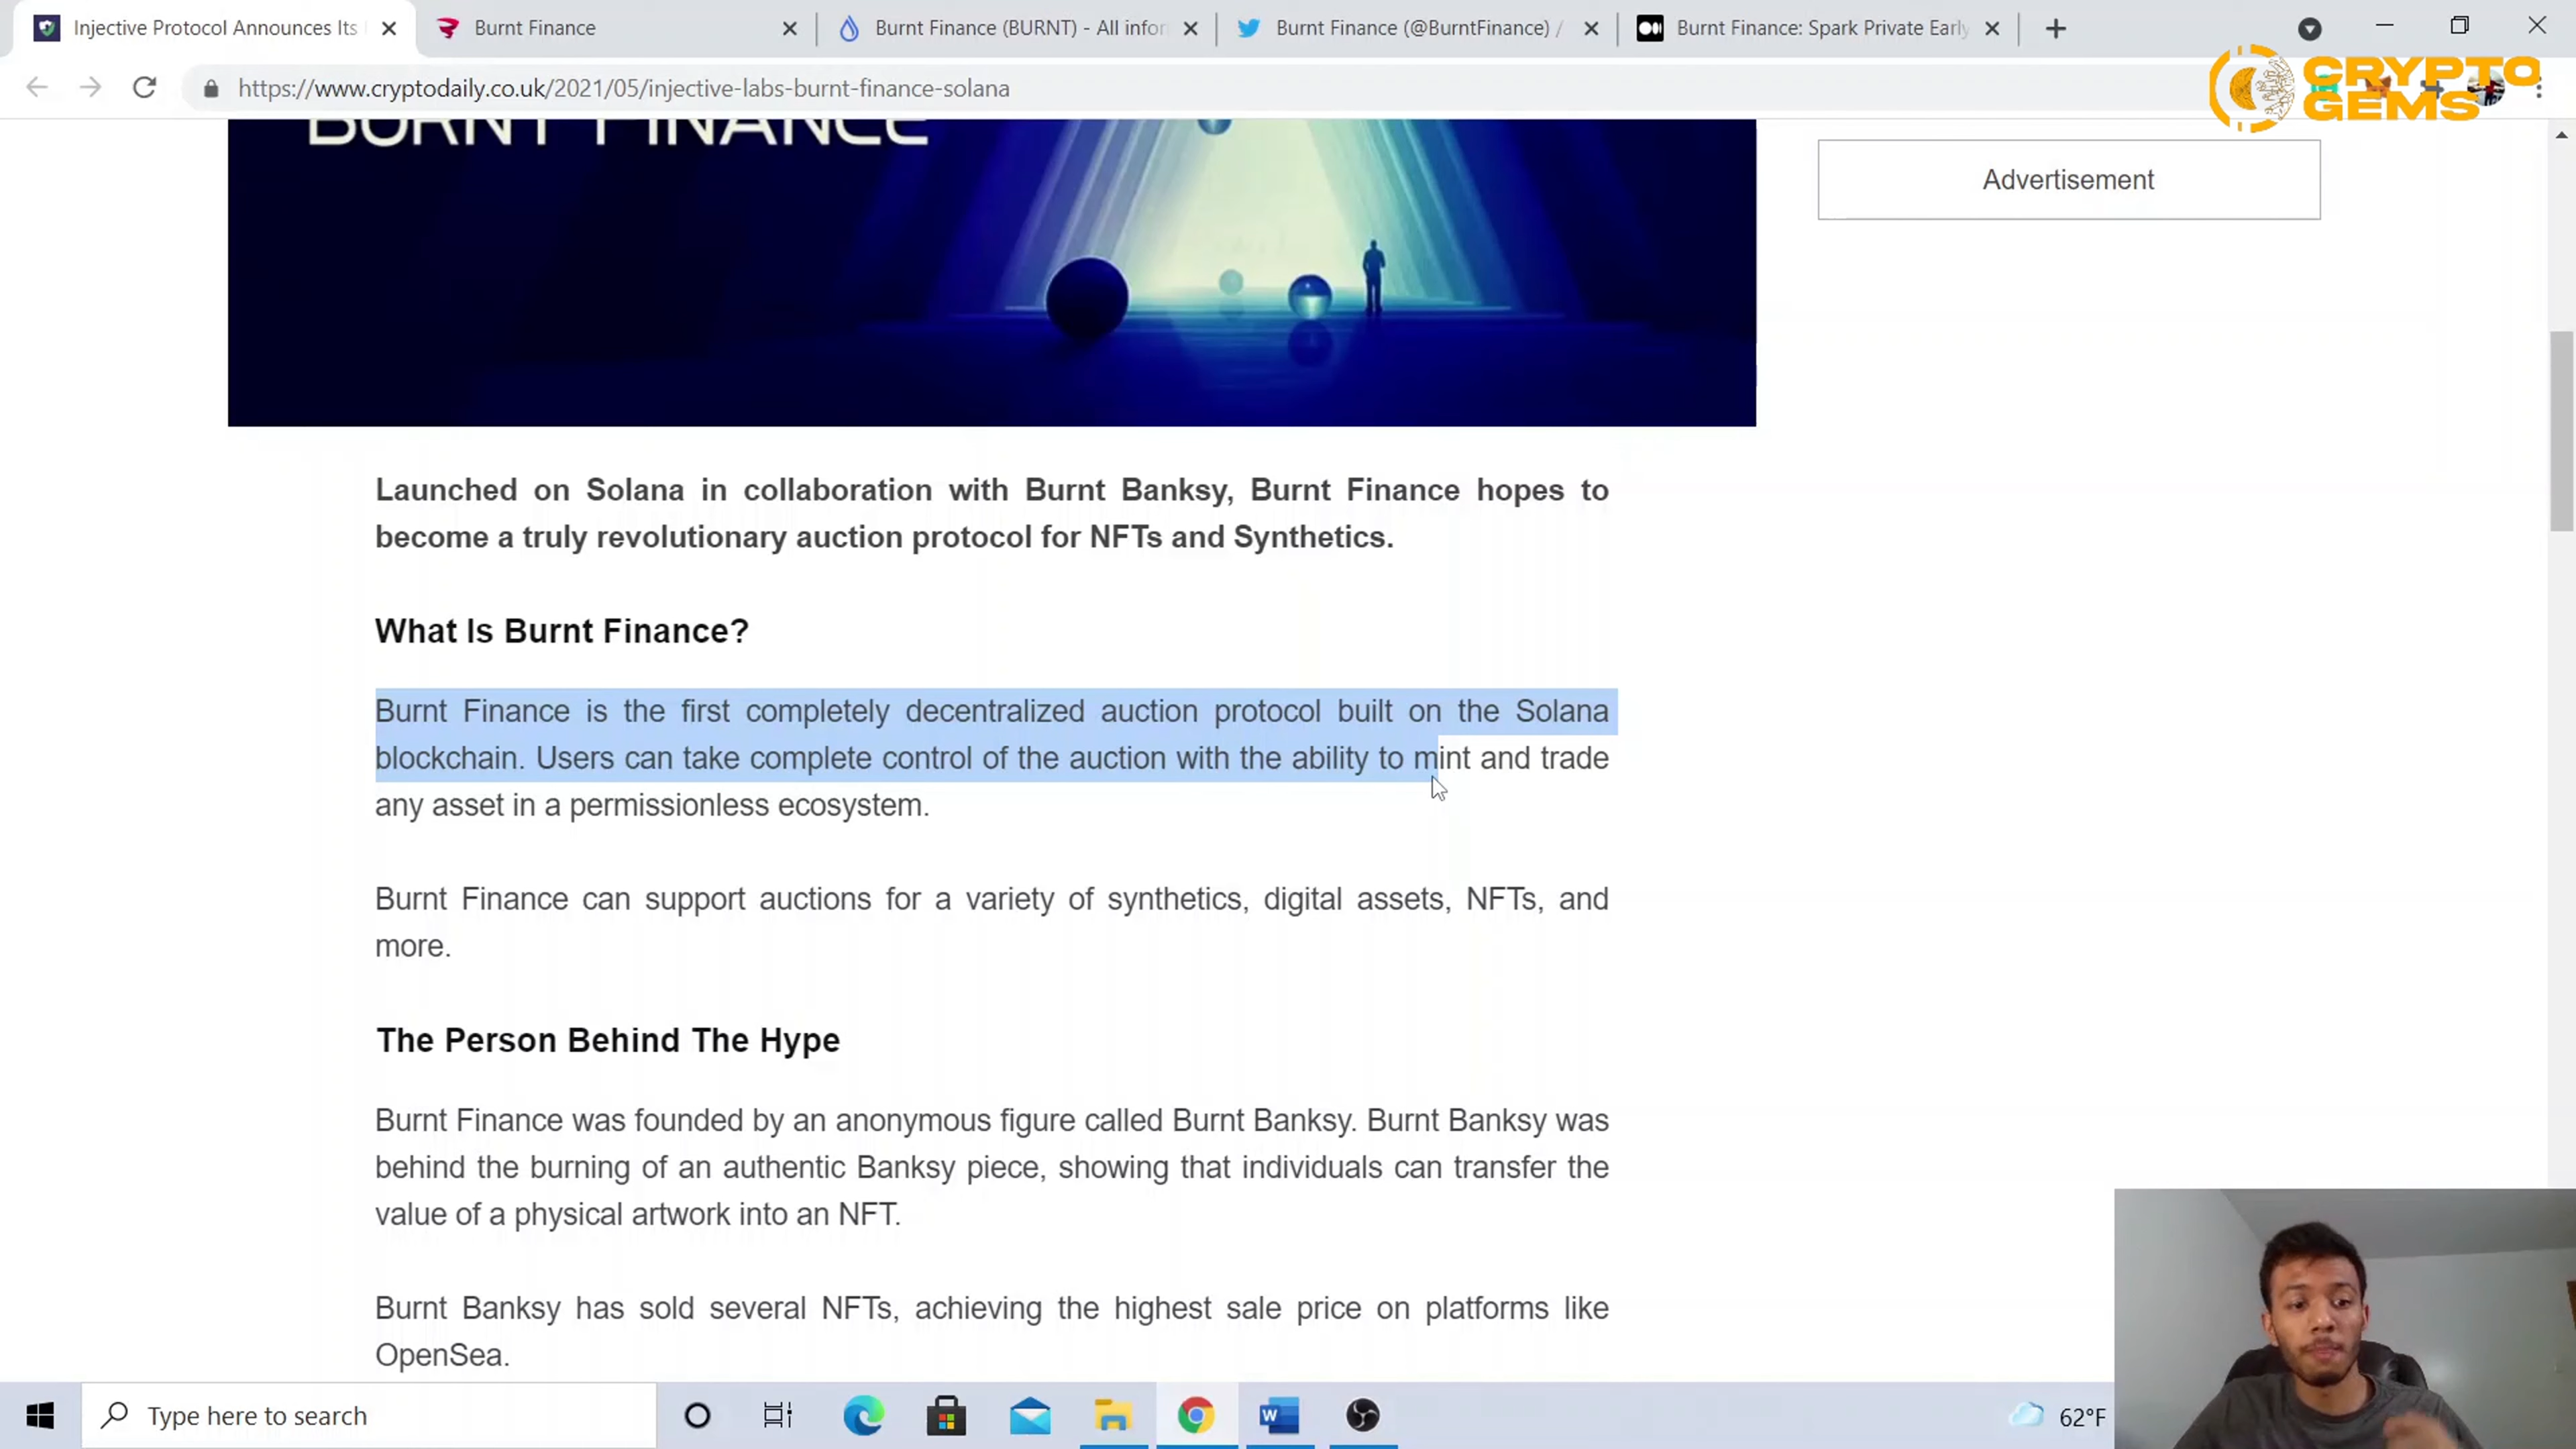 Injective Protocol Announces Its
Burnt Finance
Burnt Finance (BURNT) - All infor
Burnt Finance (@BurntFinance) /
Burnt Finance: Spark Private Early
https://www.cryptodaily.co.uk/2021/05/injective-labs-burnt-finance-solana
CRYPTO
GEMS
BURNT FINANCE
Advertisement
Launched on Solana in collaboration with Burnt Banksy, Burnt Finance hopes to
become a truly revolutionary auction protocol for NFTs and Synthetics.
What Is Burnt Finance?
Burnt Finance is the first completely decentralized auction protocol built on the Solana
blockchain. Users can take complete control of the auction with the ability to mint and trade
any asset in a permissionless ecosystem.
Burnt Finance can support auctions for a variety of synthetics, digital assets, NFTs, and
more.
The Person Behind The Hype
Burnt Finance was founded by an anonymous figure called Burnt Banksy. Burnt Banksy was
behind the burning of an authentic Banksy piece, showing that individuals can transfer the
value of a physical artwork into an NFT.
Burnt Banksy has sold several NFTs, achieving the highest sale price on platforms like
OpenSea.
Type here to search
W
62°F